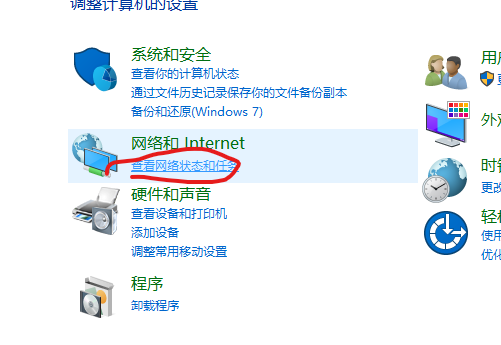 调整计算机的设置
系统和安全
查看你的计算机状态
通过文件历史记录保存你的文件备份副本
备份和还原(Windows 7)
网络和 Internet
查看网络状态和任务
硬件和声音
查看设备和打印机
添加设备
调整常用移动设置
程序
卸载程序
用
外
时
更改
轻
使用
优化